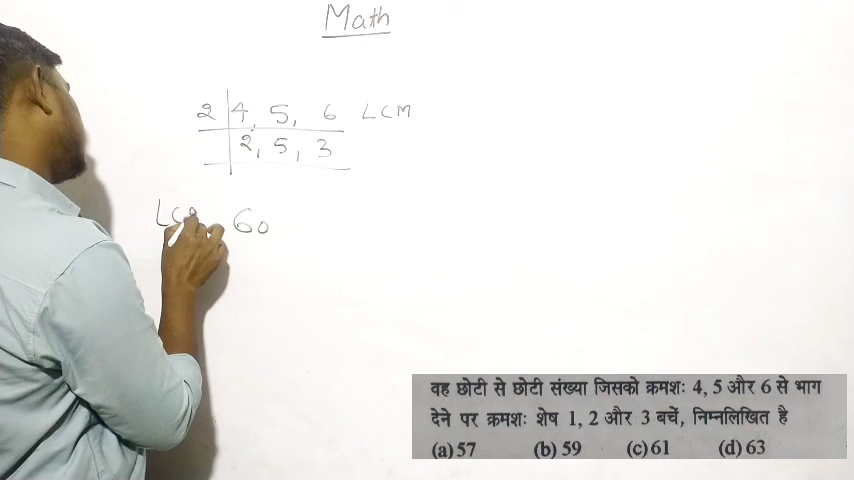 Math
2 | 4, 5, 6 LCM
2, 5, 3
LC 60
वह छोटी से छोटी संख्या जिसको क्रमशः 4, 5 और 6 से भाग
देने पर क्रमशः शेष 1, 2 और 3 बचें, निम्नलिखित है
(a) 57 (b) 59 (c) 61 (d) 63